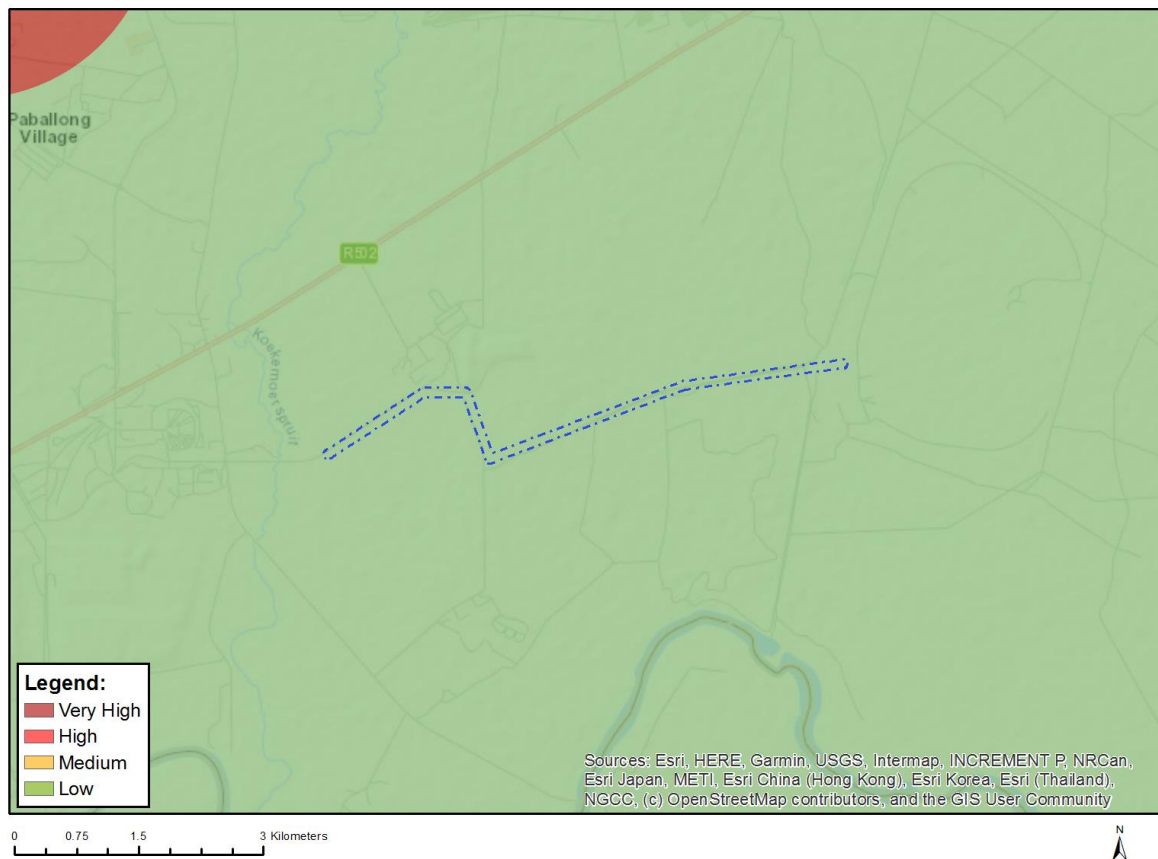 Paballong
Village
R502
Koekemoerspruit
Legend:
Very High
High
Medium
Low
Sources: Esri, HERE, Garmin, USGS, Intermap, INCREMENT P, NRCan,
Esri Japan, METI, Esri China (Hong Kong), Esri Korea, Esri (Thailand),
NGCC, (c) OpenStreetMap contributors, and the GIS User Community
0 0.75 1.5 3 Kilometers
N